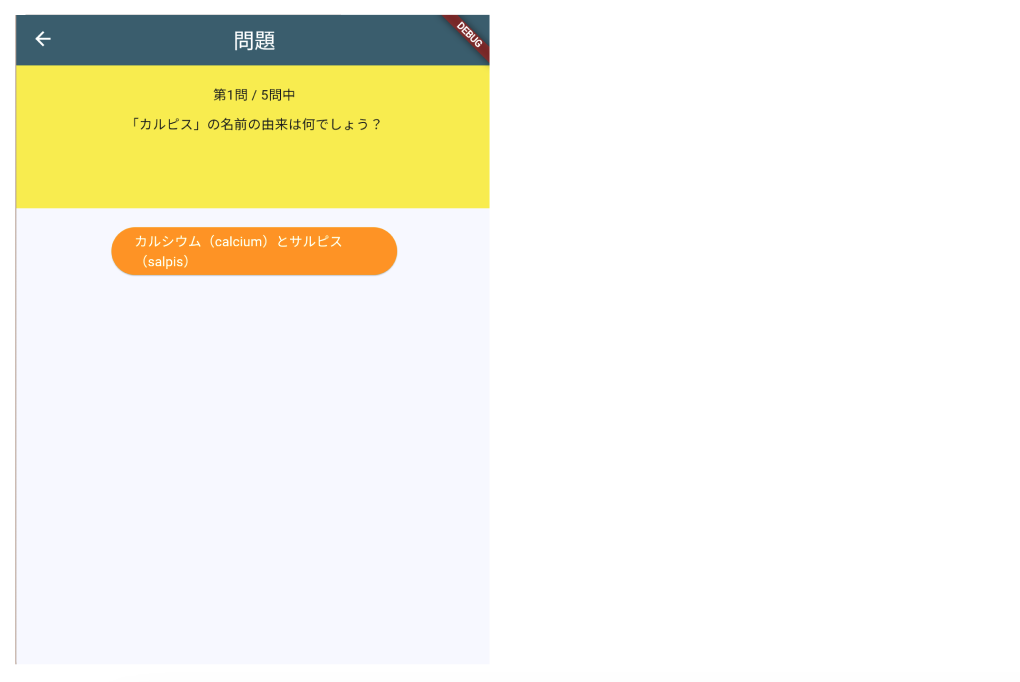 問題
DEBUG
第1問 / 5問中
「カルピス」の名前の由来は何でしょう？
カルシウム（calcium）とサルピス
（salpis）